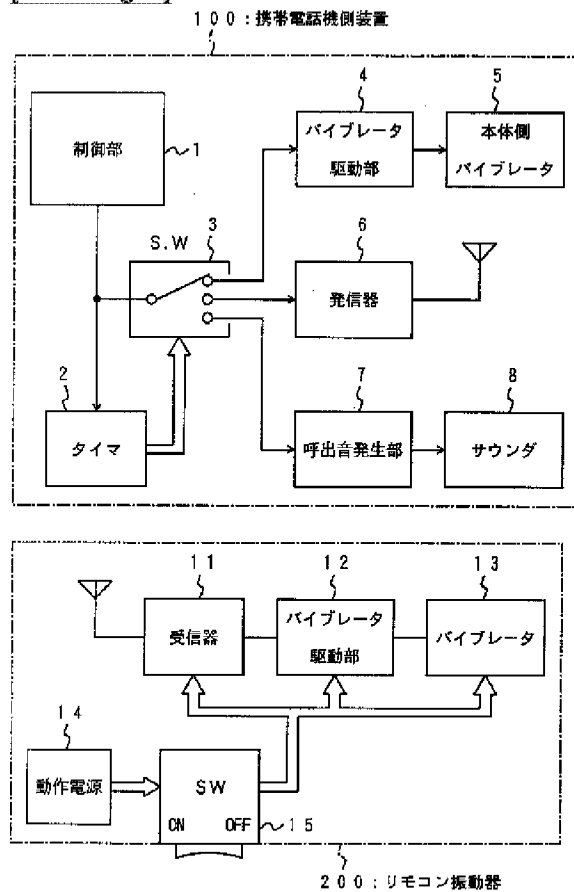 100：携帯電話機側装置
制御部
1
S.W
3
4
バイブレータ
駆動部
5
本体側
バイブレータ
6
発信器
2
タイマ
7
呼出音発生部
8
サウンダ
11
受信器
12
バイブレータ
駆動部
13
バイブレータ
14
動作電源
SW
ON OFF
15
200：リモコン振動器